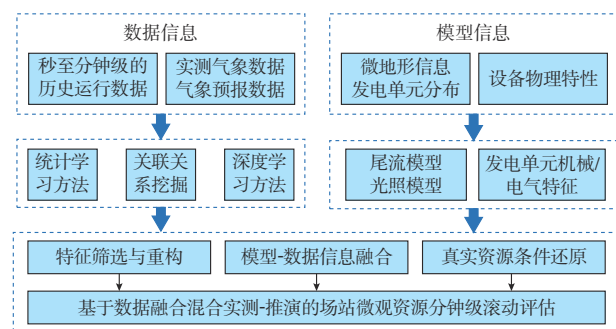 数据信息
秒至分钟级的
历史运行数据
实测气象数据
气象预报数据
模型信息
微地形信息
发电单元分布
设备物理特性
统计学
习方法
关联关
系挖掘
深度学
习方法
尾流模型
光照模型
发电单元机械/
电气特征
特征筛选与重构
模型-数据信息融合
真实资源条件还原
基于数据融合混合实测-推演的场站微观资源分钟级滚动评估